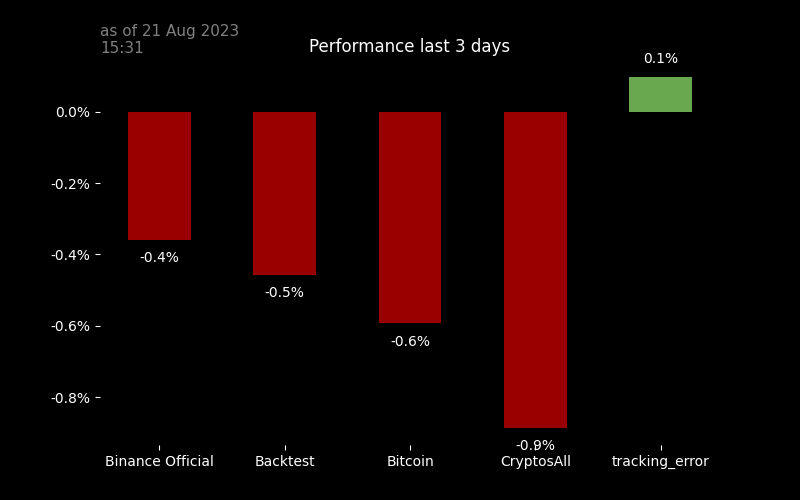 as of 21 Aug 2023
15:31
Performance last 3 days
0.1%
0.0%
-0.2%
-0.4%
-0.6%
-0.8%
-0.4%
-0.5%
-0.6%
-0.9%
Binance Official
Backtest
Bitcoin
CryptosAll
tracking_error